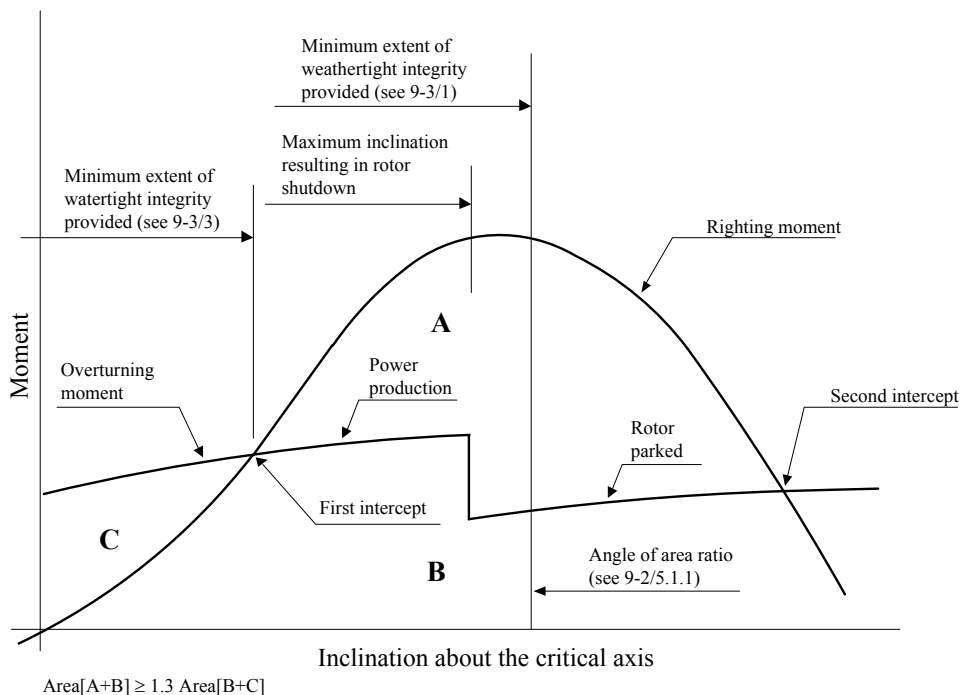 Minimum extent of
weathertight integrity
provided (see 9-3/1)
Maximum inclination
resulting in rotor
shutdown
Minimum extent of
watertight integrity
provided (see 9-3/3)
Righting moment
A
Moment
Overturning
moment
Power
production
Second intercept
Rotor
parked
First intercept
C
B
Angle of area ratio
(see 9-2/5.1.1)
Inclination about the critical axis
Area[A+B] ≥ 1.3 Area[B+C]